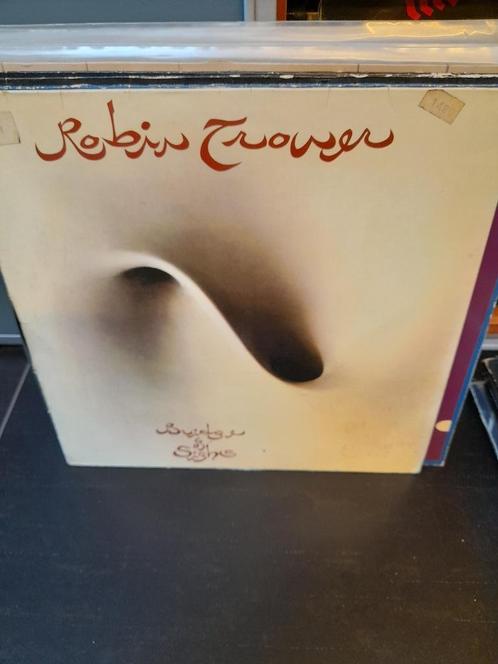 Robin Trower
Bridge
of
Sighs